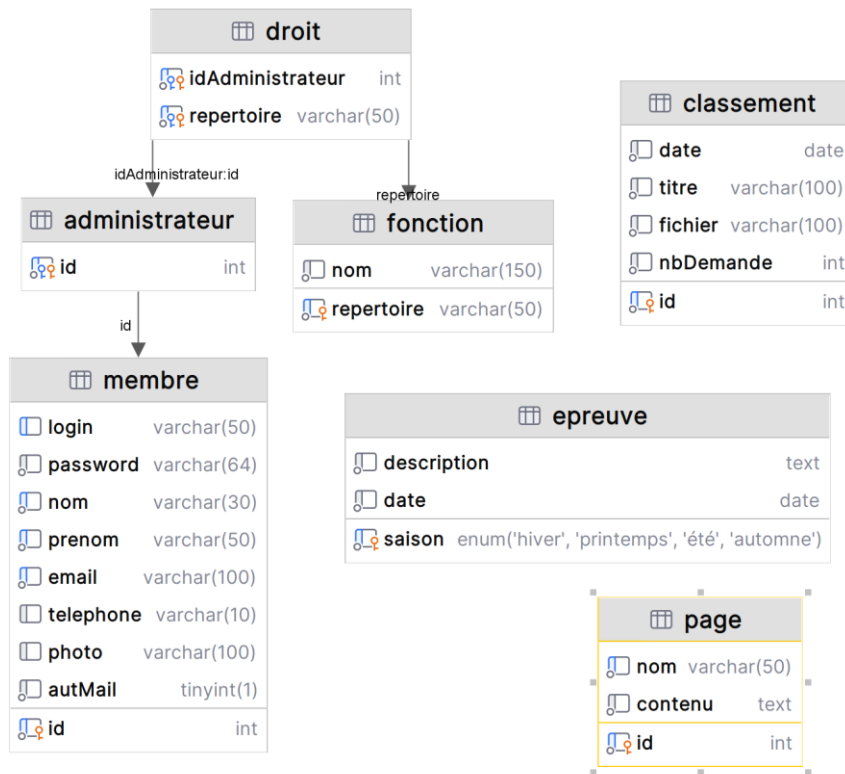 droit
idAdministrateur int
repertoire varchar(50)
idAdministrateur:id
repertoire
administrateur
id int
id
fonction
nom varchar(150)
repertoire varchar(50)
classement
date date
titre varchar(100)
fichier varchar(100)
nbDemande int
id int
membre
login varchar(50)
password varchar(64)
nom varchar(30)
prenom varchar(50)
email varchar(100)
telephone varchar(10)
photo varchar(100)
autMail tinyint(1)
id int
epreuve
description text
date date
saison enum('hiver', 'printemps', 'été', 'automne')
page
nom varchar(50)
contenu text
id int